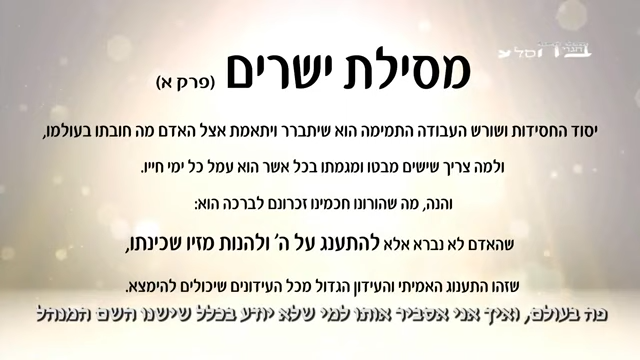 מסילת ישרים (פרק א)
יסוד החסידות ושורש העבודה התמימה הוא שיתברר ויתאמת אצל האדם מה חובתו בעולמו,
ולמה צריך שישים מבטו ומגמתו בכל אשר הוא עמל כל ימי חייו.
והנה, מה שהורונו חכמינו זכרונם לברכה הוא:
שהאדם לא נברא אלא להתענג על ה' ולהנות מזיו שכינתו,
שזהו התענוג האמיתי והעידון הגדול מכל העידונים שיכולים להימצא.
פה בעולם, ואיך אני אסביר אותו למי שלא יודע בכלל שישנו השם המנהל